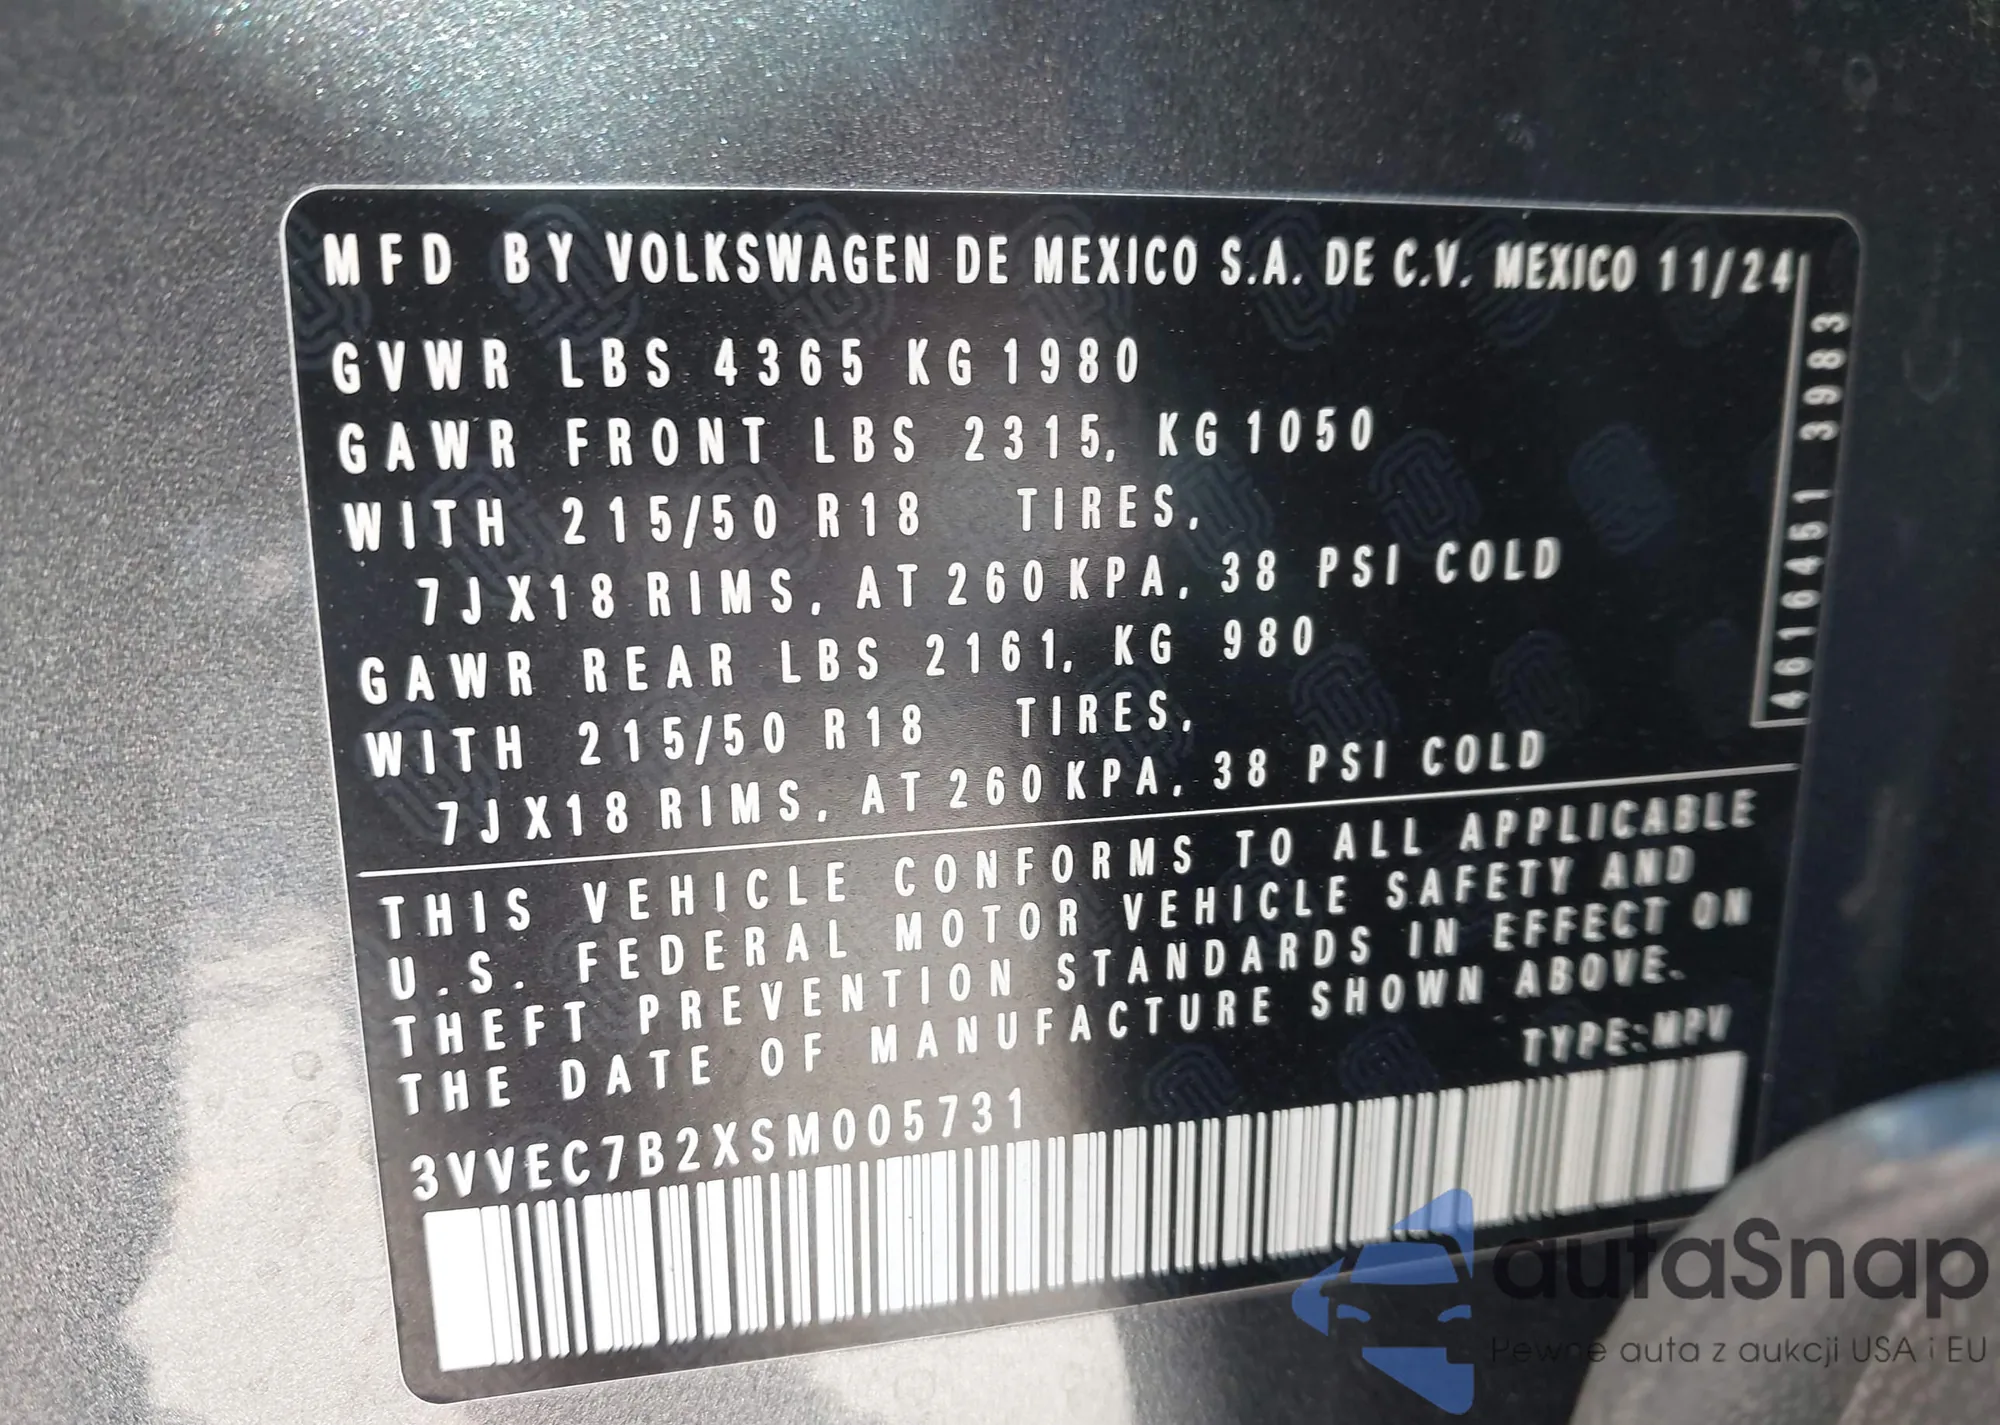 MFD BY VOLKSWAGEN DE MEXICO S.A. DE C.V. MEXICO 11/24
GVWR LBS 4365 KG 1980
GAWR FRONT LBS 2315, KG 1050
WITH 215/50 R18 TIRES,
7JX18 RIMS, AT 260 KPA, 38 PSI COLD
GAWR REAR LBS 2161, KG 980
WITH 215/50 R18 TIRES,
7JX18 RIMS, AT 260 KPA, 38 PSI COLD
4616451 3983
THIS VEHICLE CONFORMS TO ALL APPLICABLE
U.S. FEDERAL MOTOR VEHICLE SAFETY AND
THEFT PREVENTION STANDARDS IN EFFECT ON
THE DATE OF MANUFACTURE SHOWN ABOVE.
TYPE: MPV
3VVEC7B2XSM005731
autaSnap
Pewne auta z aukcji USA i EU